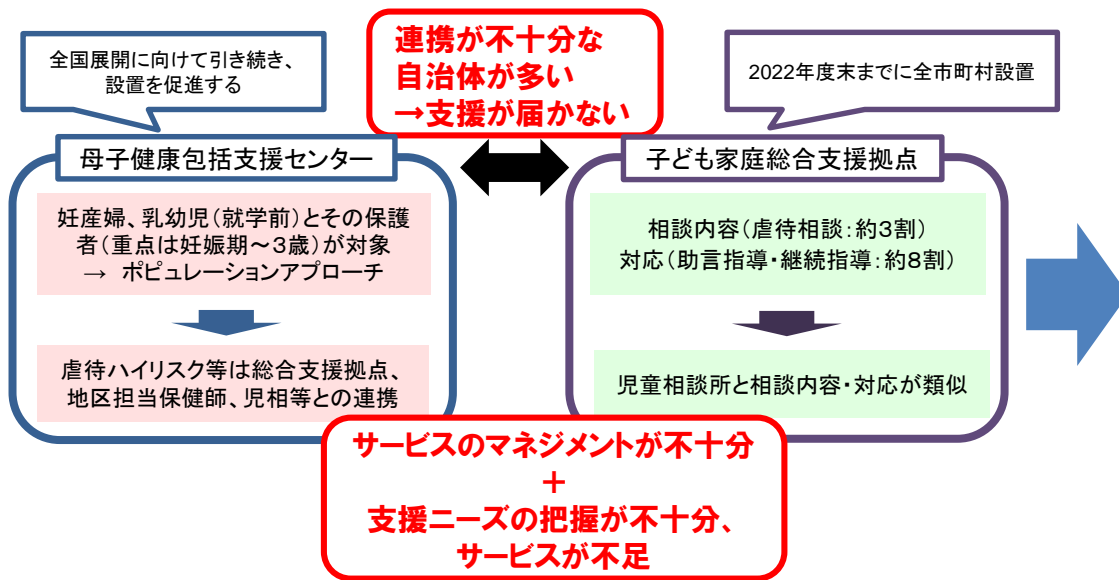 全国展開に向けて引き続き、
設置を促進する
連携が不十分な
自治体が多い
→支援が届かない
2022年度末までに全市町村設置
母子健康包括支援センター
妊産婦、乳幼児（就学前）とその保護
者（重点は妊娠期～３歳）が対象
→ ポピュレーションアプローチ
虐待ハイリスク等は総合支援拠点、
地区担当保健師、児相等との連携
子ども家庭総合支援拠点
相談内容（虐待相談：約３割）
対応（助言指導・継続指導：約８割）
児童相談所と相談内容・対応が類似
サービスのマネジメントが不十分
＋
支援ニーズの把握が不十分、
サービスが不足